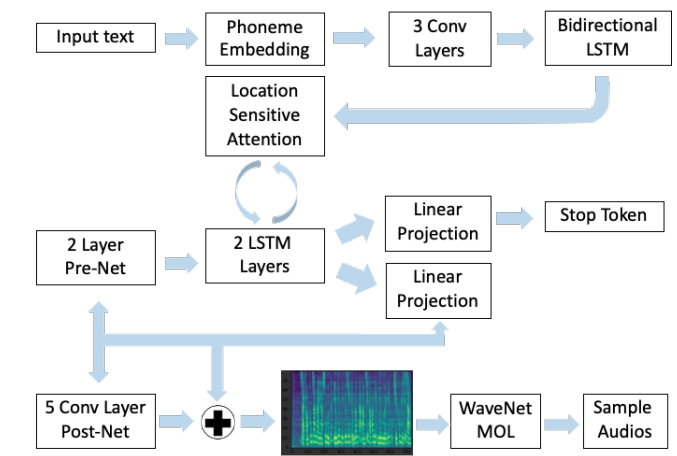 Input text
Phoneme
Embedding
3 Conv
Layers
Bidirectional
LSTM
Location
Sensitive
Attention
2 Layer
Pre-Net
2 LSTM
Layers
Linear
Projection
Stop Token
Linear
Projection
5 Conv Layer
Post-Net
WaveNet
MOL
Sample
Audios